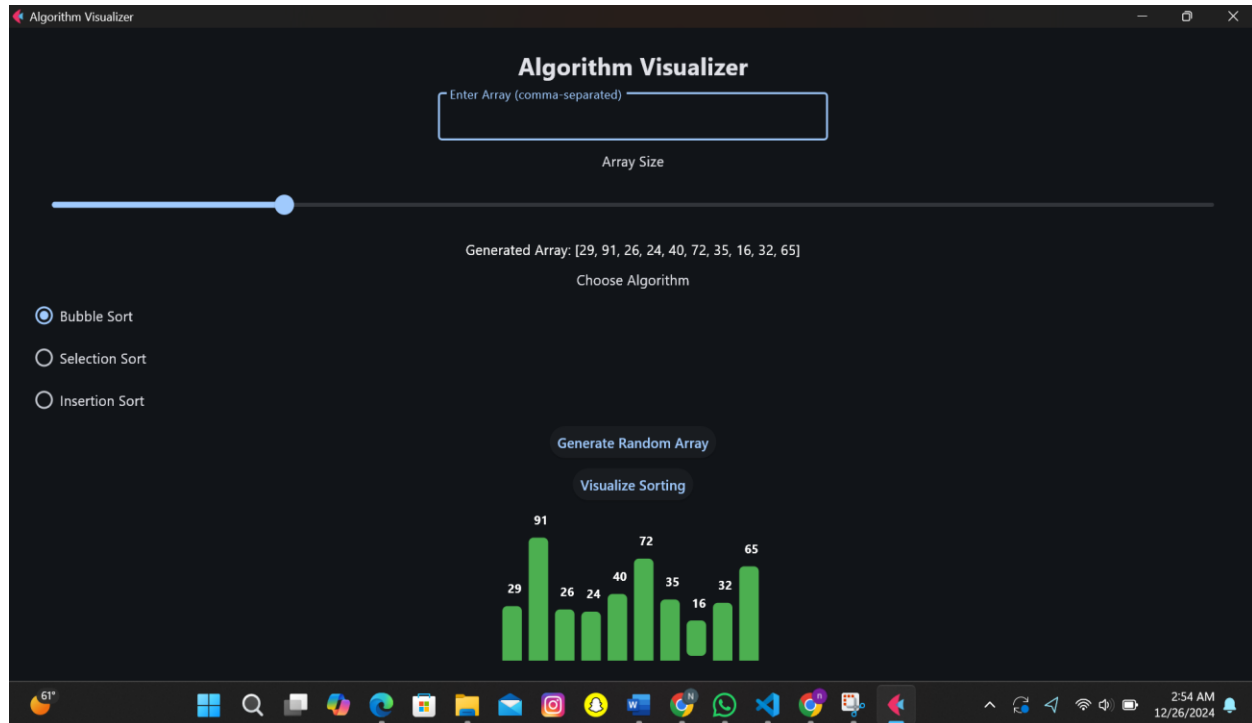 Algorithm Visualizer
Algorithm Visualizer
Enter Array (comma-separated)
Array Size
Generated Array: [29, 91, 26, 24, 40, 72, 35, 16, 32, 65]
Choose Algorithm
Bubble Sort
Selection Sort
Insertion Sort
Generate Random Array
Visualize Sorting
29 91 26 24 40 72 35 16 32 65
61°
2:54 AM
12/26/2024